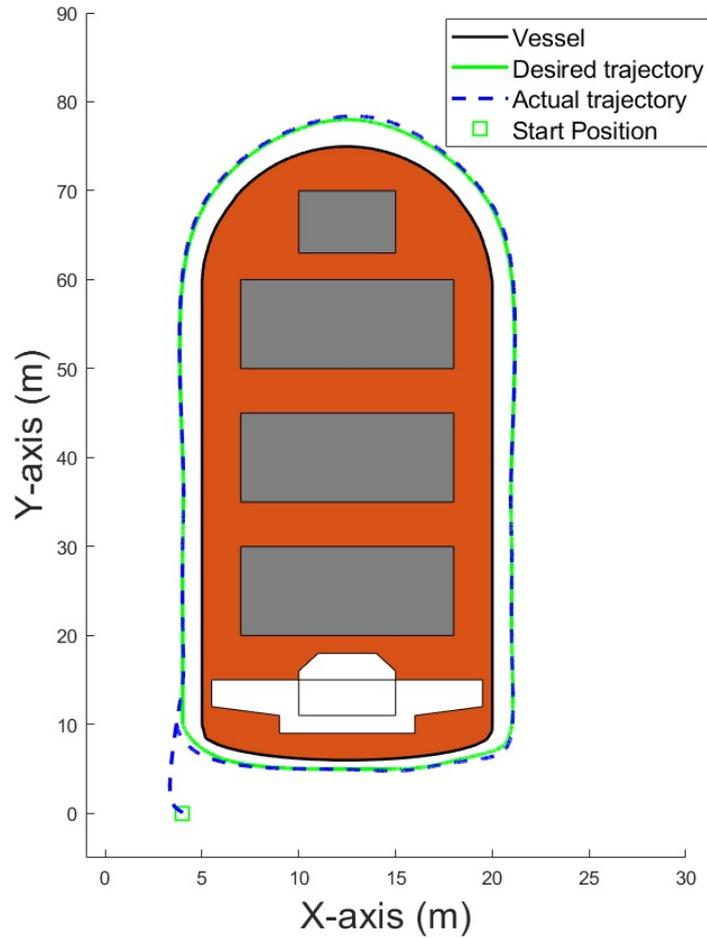 90
80
70
60
50
40
30
20
10
0
Y-axis (m)
Vessel
Desired trajectory
Actual trajectory
Start Position
0 5 10 15 20 25 30
X-axis (m)